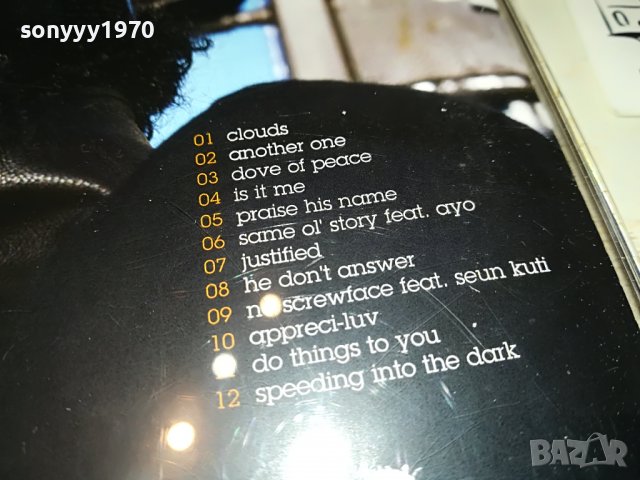 sonyyy1970
01 clouds
02 another one
03 dove of peace
04 is it me
05 praise his name
06 same ol' story feat. ayo
07 justified
08 he don't answer
09 screwface feat. seun kuti
10 appreci-luv
do things to you
12 speeding into the dark
BAZAR